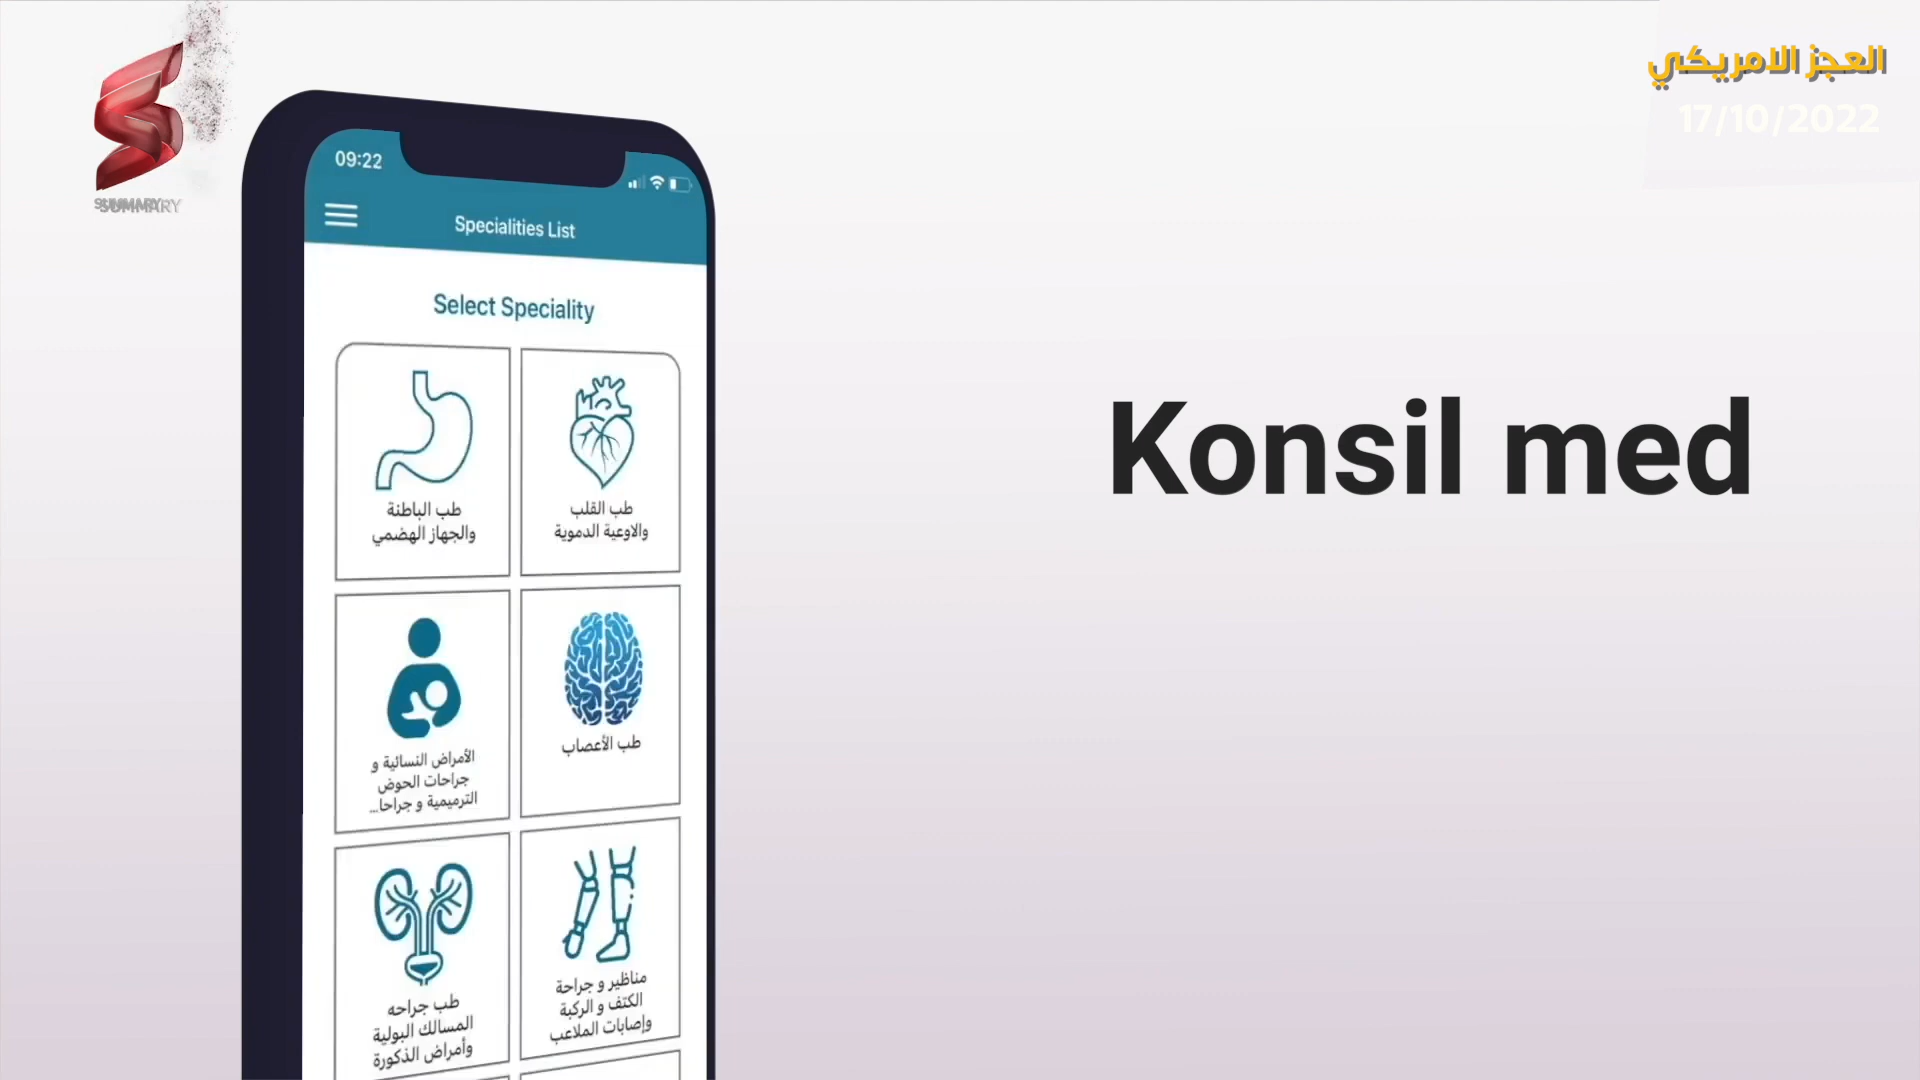 SUMMARY
العجز الامريكي
17/10/2022
09:22
Specialities List
Select Speciality
طب الباطنة
والجهاز الهضمي
طب القلب
والاوعية الدموية
الأمراض النسائية و
جراحات الحوض
الترميمية و جراحا...
طب الأعصاب
طب جراحه
المسالك البولية
وأمراض الذكورة
مناظير و جراحة
الكتف و الركبة
وإصابات الملاعب
Konsil med